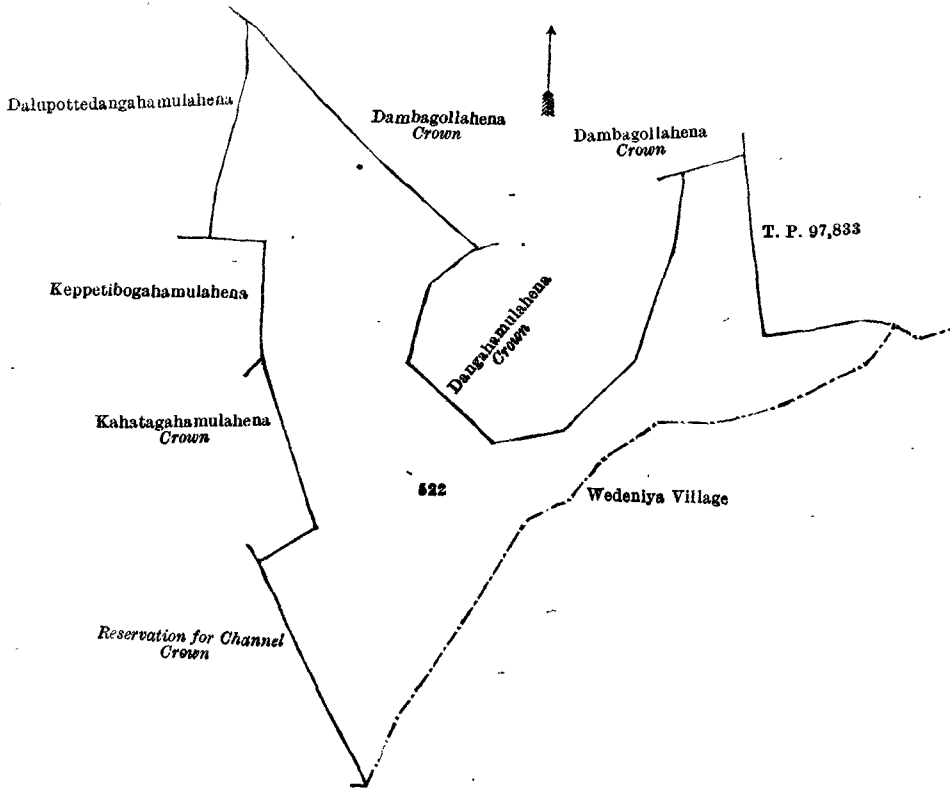 Dalupottedangahamulahena
Dambagollahena
Crown
Dambagollahena
Crown
T. P. 97,833
Keppetibogahamulahena
Dangahamulahena
Crown
Kahatagahamulahena
Crown
522
Wedeniya Village
Reservation for Channel
Crown